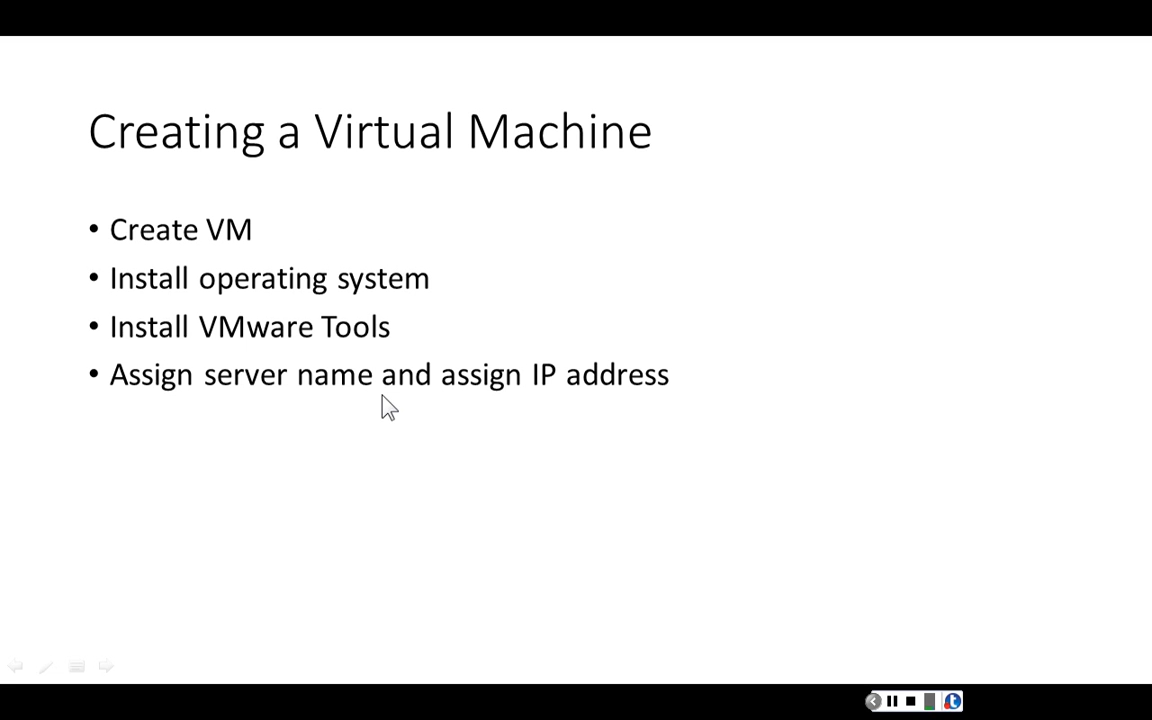 Creating a Virtual Machine
• Create VM
• Install operating system
• Install VMware Tools
• Assign server name and assign IP address